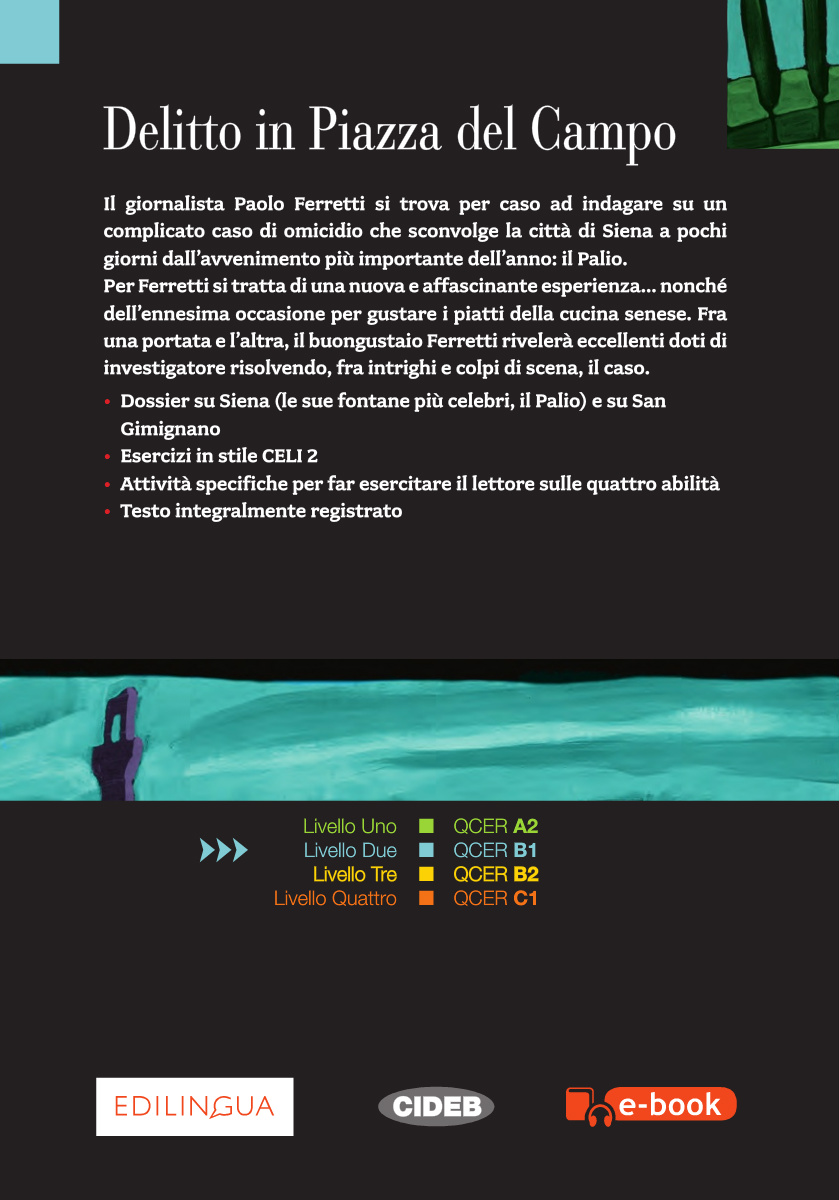 Delitto in Piazza del Campo
Il giornalista Paolo Ferretti si trova per caso ad indagare su un
complicato caso di omicidio che sconvolge la città di Siena a pochi
giorni dall'avvenimento più importante dell'anno: il Palio.
Per Ferretti si tratta di una nuova e affascinante esperienza... nonché
dell'ennesima occasione per gustare i piatti della cucina senese. Fra
una portata e l'altra, il buongustaio Ferretti rivelerà eccellenti doti di
investigatore risolvendo, fra intrighi e colpi di scena, il caso.
• Dossier su Siena (le sue fontane più celebri, il Palio) e su San
Gimignano
• Esercizi in stile CELI 2
• Attività specifiche per far esercitare il lettore sulle quattro abilità
• Testo integralmente registrato
Livello Uno ■ QCER A2
Livello Due ■ QCER B1
Livello Tre ■ QCER B2
Livello Quattro ■ QCER C1
EDILINGUA
CIDEB
e-book